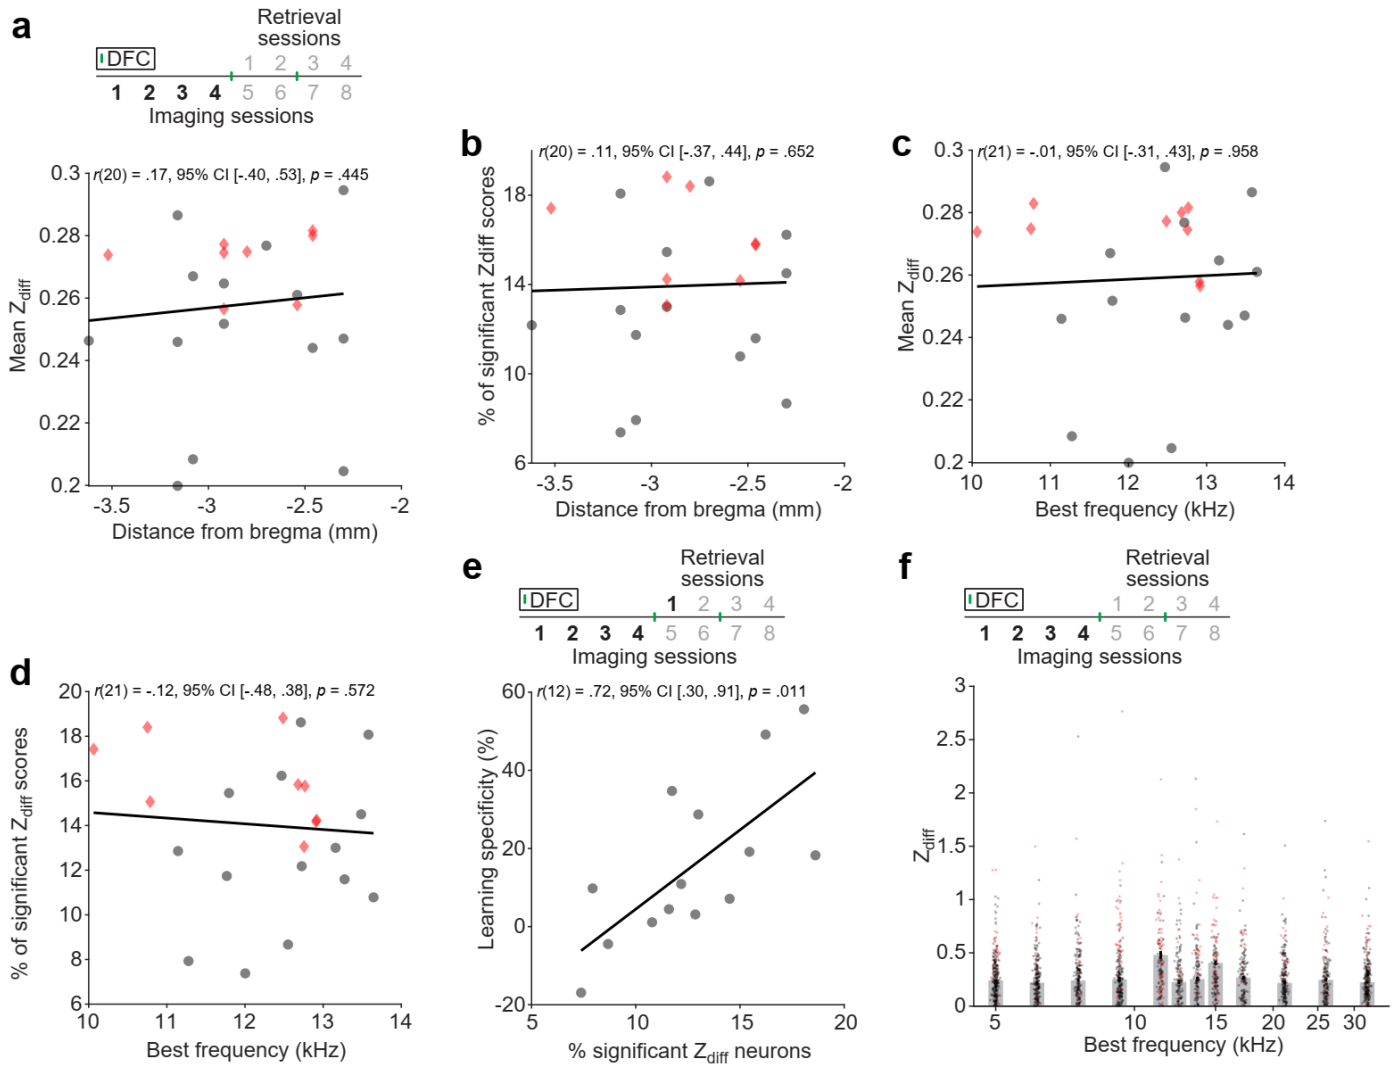 a
Retrieval
sessions
DFC
1 2 3 4
1 2 3 4 5 6 7 8
Imaging sessions
r(20) = .17, 95% CI [-.40, .53], p = .445
0.3
0.28
0.26
0.24
0.22
0.2
Mean Zdiff
-3.5 -3 -2.5 -2
Distance from bregma (mm)
b
r(20) = .11, 95% CI [-.37, .44], p = .652
18
14
10
6
% of significant Zdiff scores
-3.5 -3 -2.5 -2
Distance from bregma (mm)
c
r(21) = -.01, 95% CI [-.31, .43], p = .958
0.3
0.28
0.26
0.24
0.22
0.2
Mean Zdiff
10 11 12 13 14
Best frequency (kHz)
d
r(21) = -.12, 95% CI [-.48, .38], p = .572
20
18
16
14
12
10
8
6
% of significant Zdiff scores
10 11 12 13 14
Best frequency (kHz)
e
Retrieval
sessions
DFC
1 2 3 4
1 2 3 4 5 6 7 8
Imaging sessions
r(12) = .72, 95% CI [.30, .91], p = .011
60
40
20
0
-20
Learning specificity (%)
5 10 15 20
% significant Zdiff neurons
f
Retrieval
sessions
DFC
1 2 3 4
1 2 3 4 5 6 7 8
Imaging sessions
3
2.5
2
1.5
1
0.5
0
Zdiff
5 10 15 20 25 30
Best frequency (kHz)